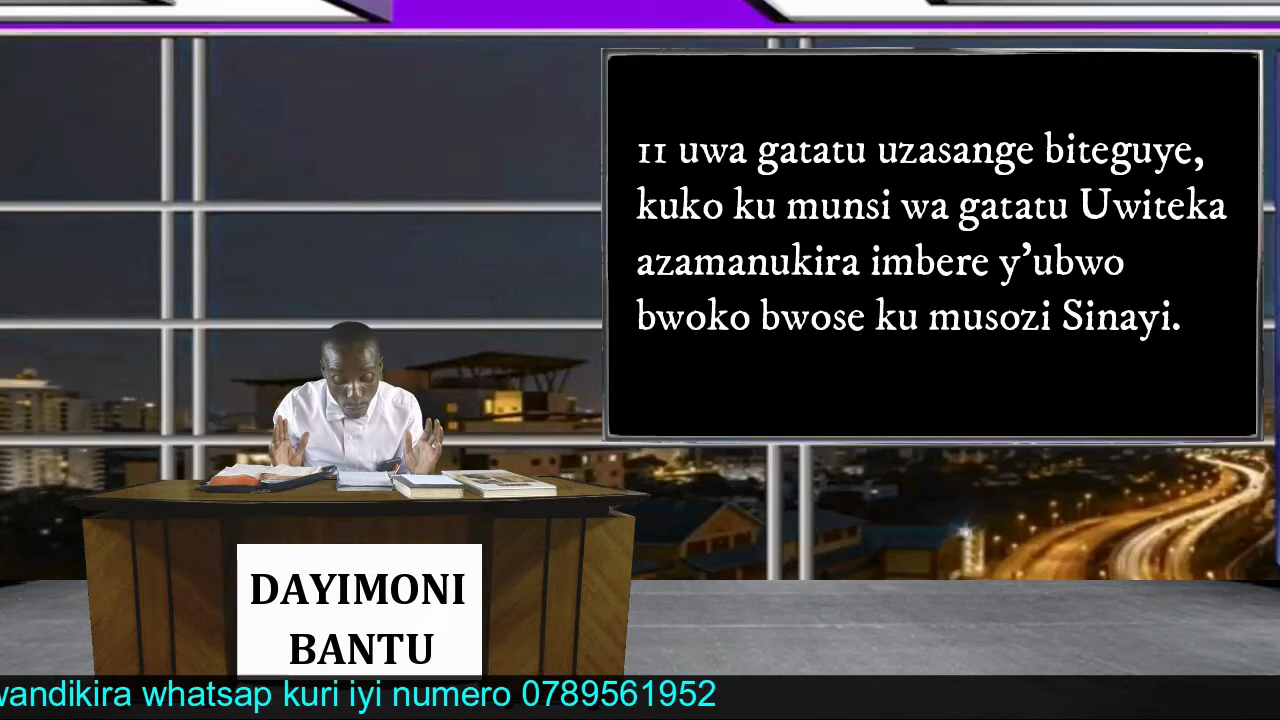 11 uwa gatatu uzasange biteguye,
kuko ku munsi wa gatatu Uwiteka
azamanukira imbere y’ubwo
bwoko bwose ku musozi Sinayi.
DAYIMONI
BANTU
wandikira whatsap kuri iyi numero 0789561952